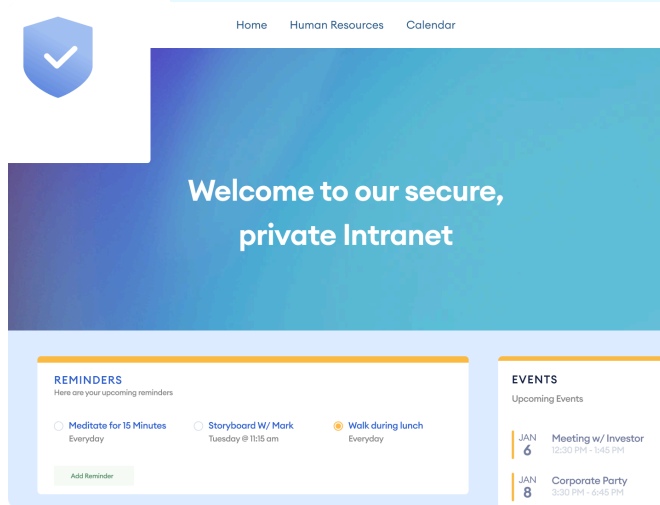 Home Human Resources Calendar
Welcome to our secure,
private Intranet
REMINDERS
Here are your upcoming reminders
Meditate for 15 Minutes
Everyday
Storyboard W/ Mark
Tuesday @ 11:15 am
Walk during lunch
Everyday
Add Reminder
EVENTS
Upcoming Events
JAN
6
Meeting w/ Investor
12:30 PM - 1:45 PM
JAN
8
Corporate Party
3:30 PM - 6:45 PM